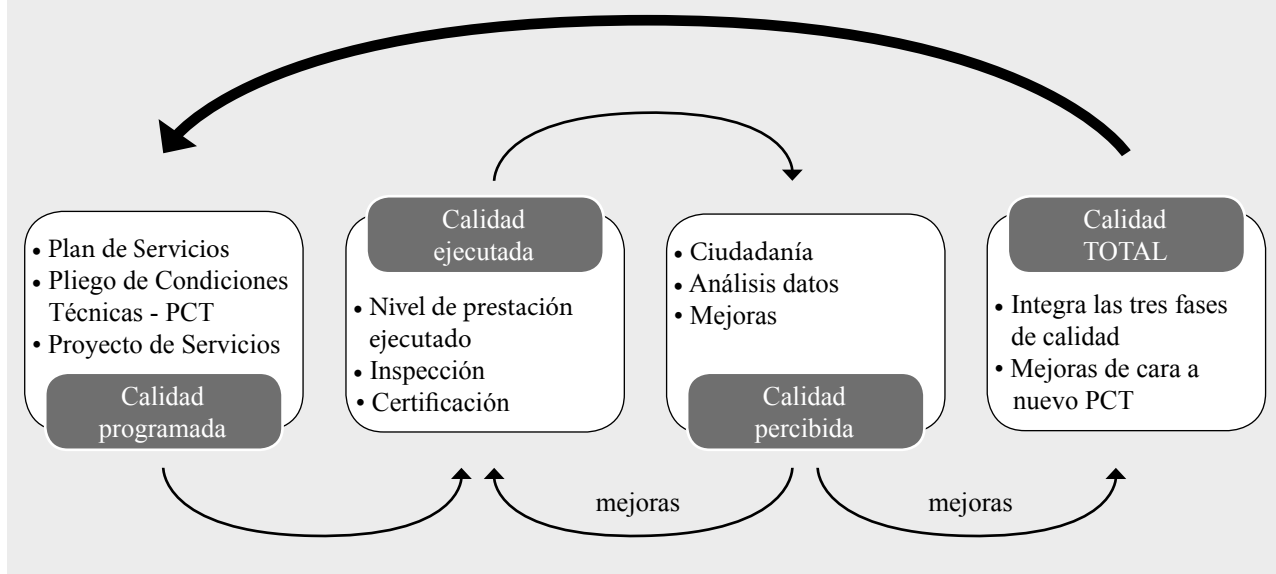 • Plan de Servicios
• Pliego de Condiciones
Técnicas - PCT
• Proyecto de Servicios
Calidad
programada
Calidad
ejecutada
• Nivel de prestación
ejecutado
• Inspección
• Certificación
• Ciudadanía
• Análisis datos
• Mejoras
Calidad
percibida
Calidad
TOTAL
• Integra las tres fases
de calidad
• Mejoras de cara a
nuevo PCT
mejoras
mejoras